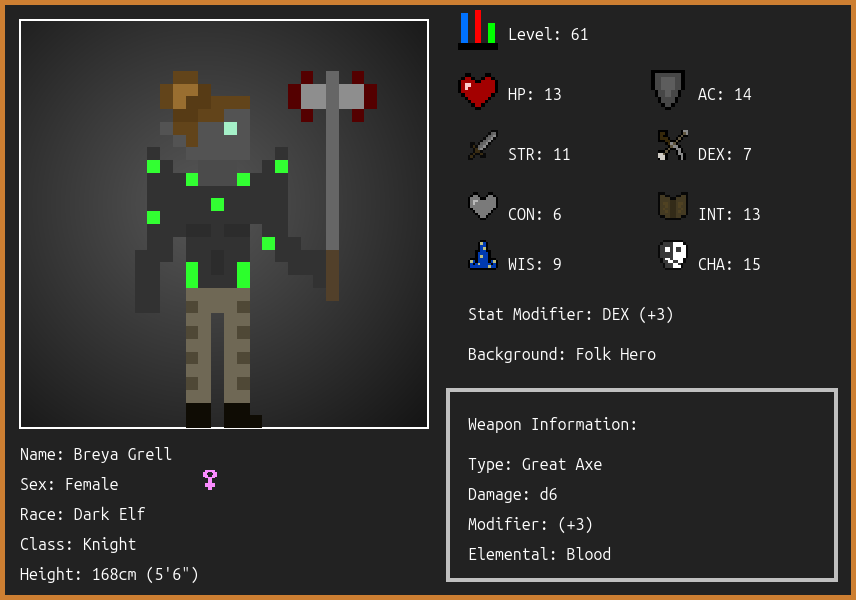 Level: 61
HP: 13
AC: 14
STR: 11
DEX: 7
CON: 6
INT: 13
WIS: 9
CHA: 15
Stat Modifier: DEX (+3)
Background: Folk Hero
Weapon Information:
Type: Great Axe
Damage: d6
Modifier: (+3)
Elemental: Blood
Name: Breya Grell
Sex: Female
Race: Dark Elf
Class: Knight
Height: 168cm (5'6")